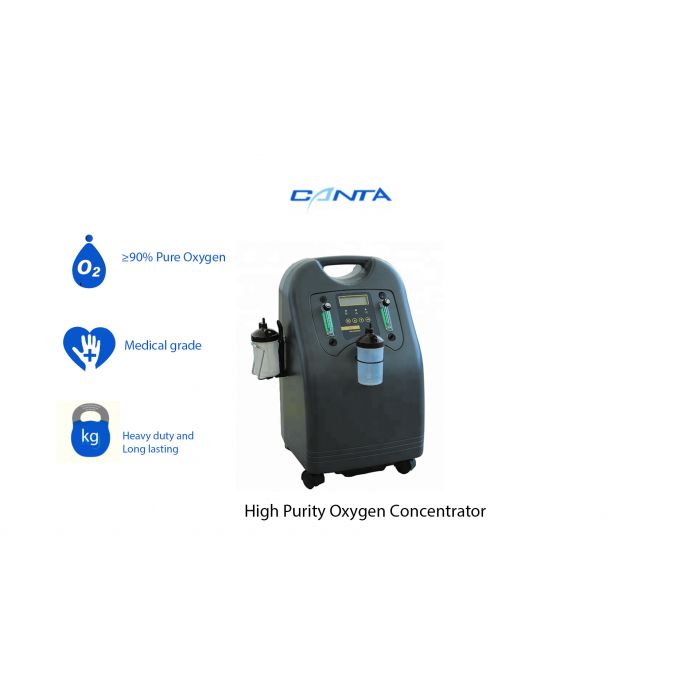 CANTA
≥90% Pure Oxygen
O2
Medical grade
kg
Heavy duty and
Long lasting
High Purity Oxygen Concentrator